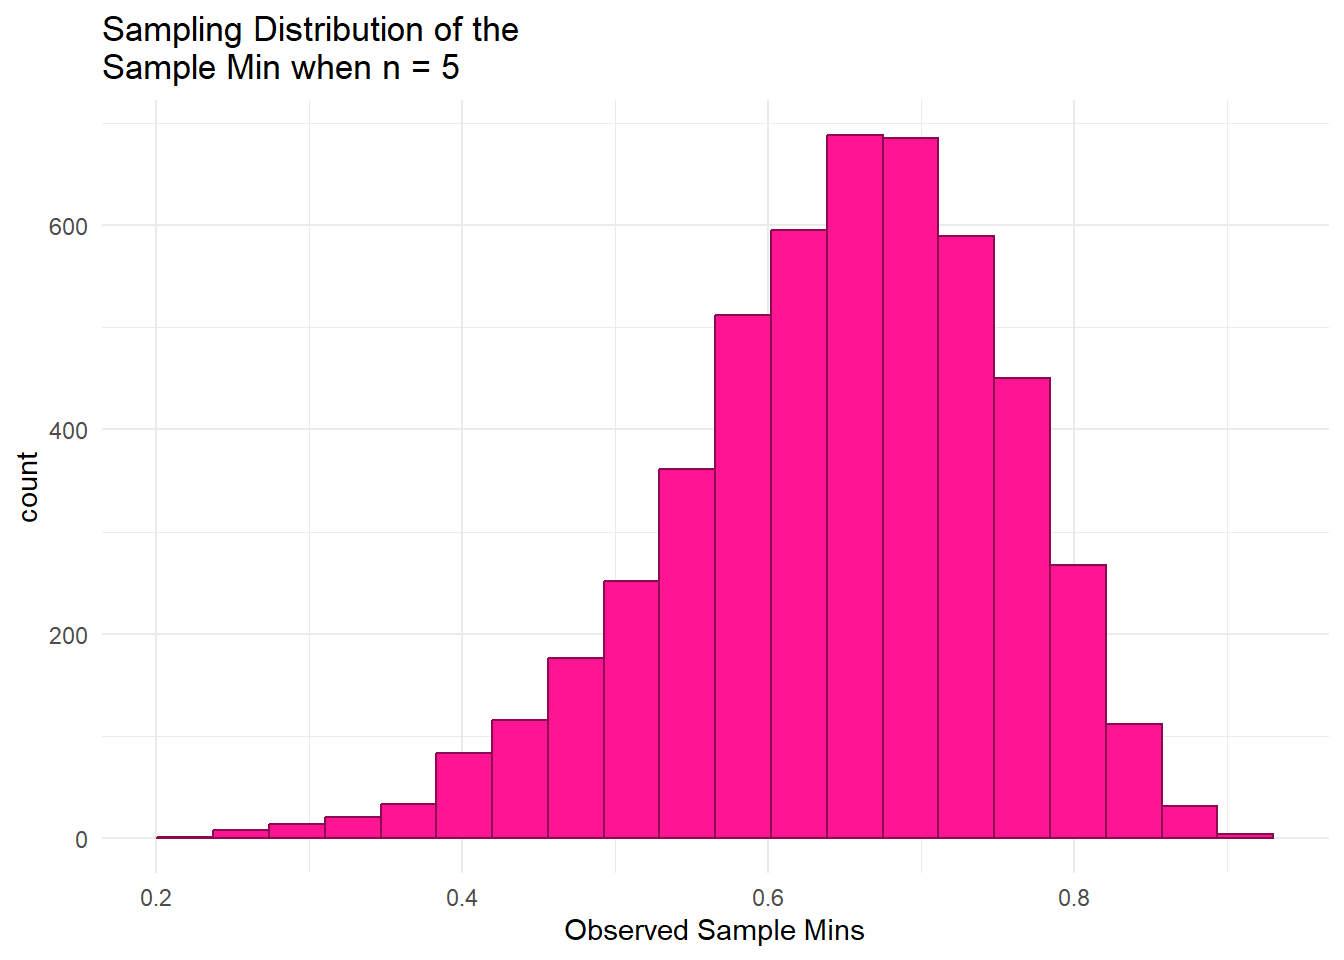 Sampling Distribution of the
Sample Min when n = 5
600
400
200
0
count
0.2
0.4
0.6
0.8
Observed Sample Mins